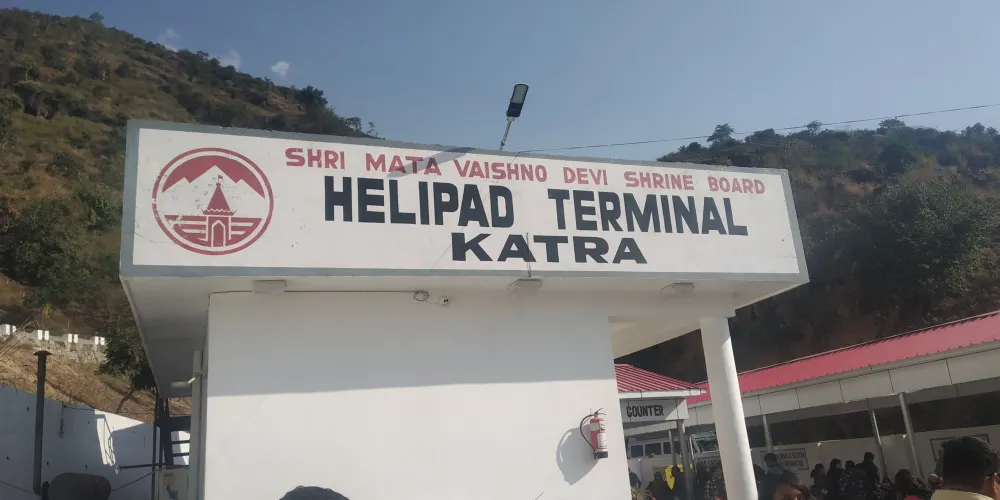 SHRI MATA VAISHNO DEVI SHRINE BOARD
HELIPAD TERMINAL
KATRA
COUNTER